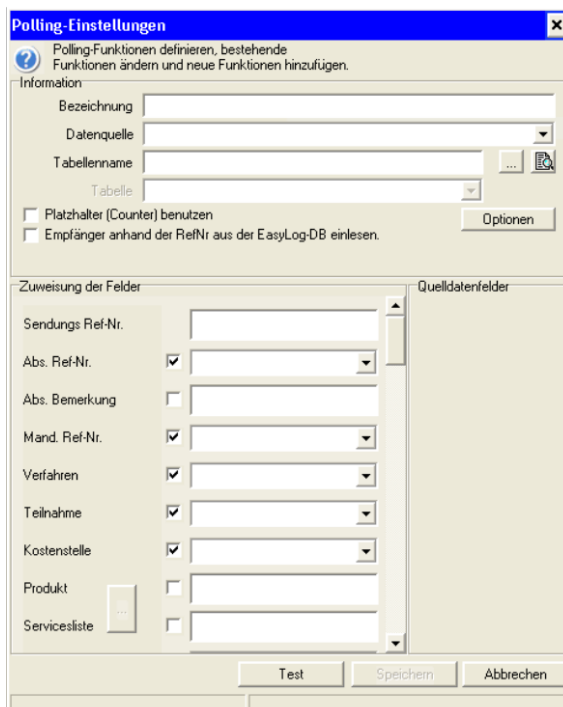 Polling-Einstellungen
Polling-Funktionen definieren, bestehende
Funktionen ändern und neue Funktionen hinzufügen.
Information
Bezeichnung
Datenquelle
Tabellenname
...
Tabelle
Platzhalter (Counter) benutzen
Optionen
Empfänger anhand der RefNr aus der EasyLog-DB einlesen.
Zuweisung der Felder
Quelldatenfelder
Sendungs Ref-Nr.
Abs. Ref-Nr.
Abs. Bemerkung
Mand. Ref-Nr.
Verfahren
Teilnahme
Kostenstelle
Produkt
...
Servicesliste
Test
Speichern
Abbrechen